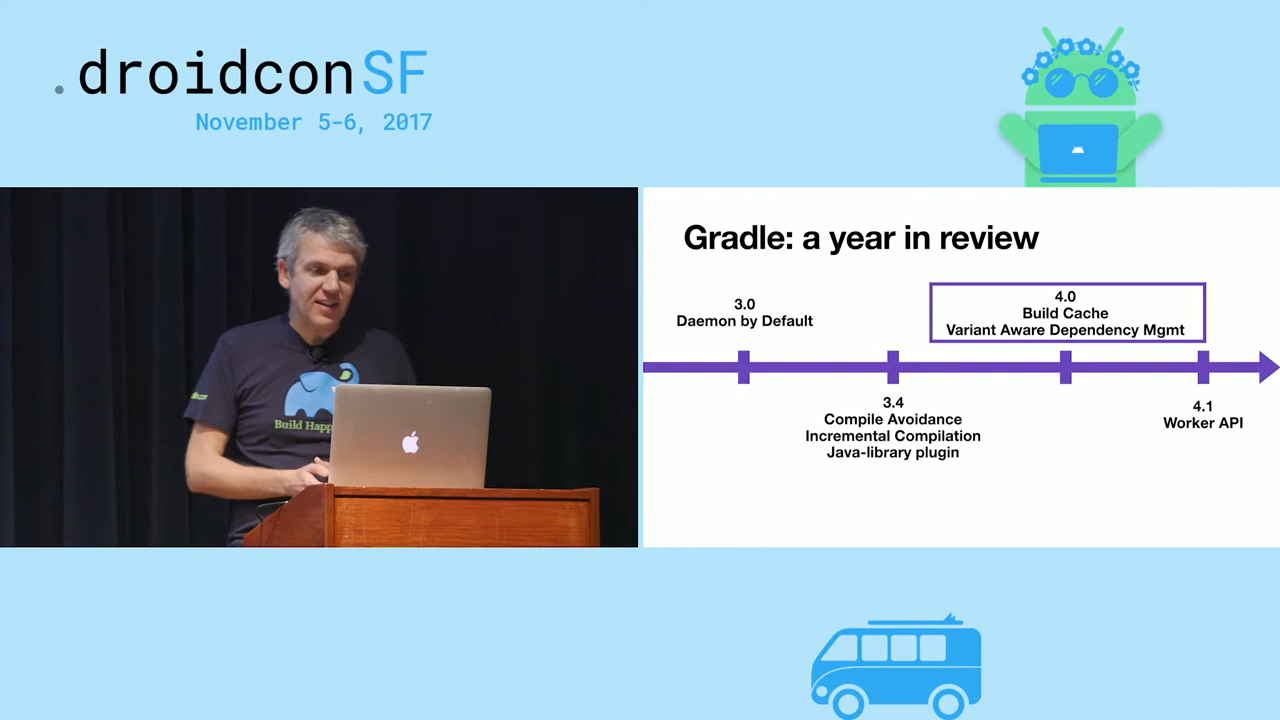 .droidconSF
November 5-6, 2017
Build Happ
Gradle: a year in review
3.0
Daemon by Default
4.0
Build Cache
Variant Aware Dependency Mgmt
3.4
Compile Avoidance
Incremental Compilation
Java-library plugin
4.1
Worker API